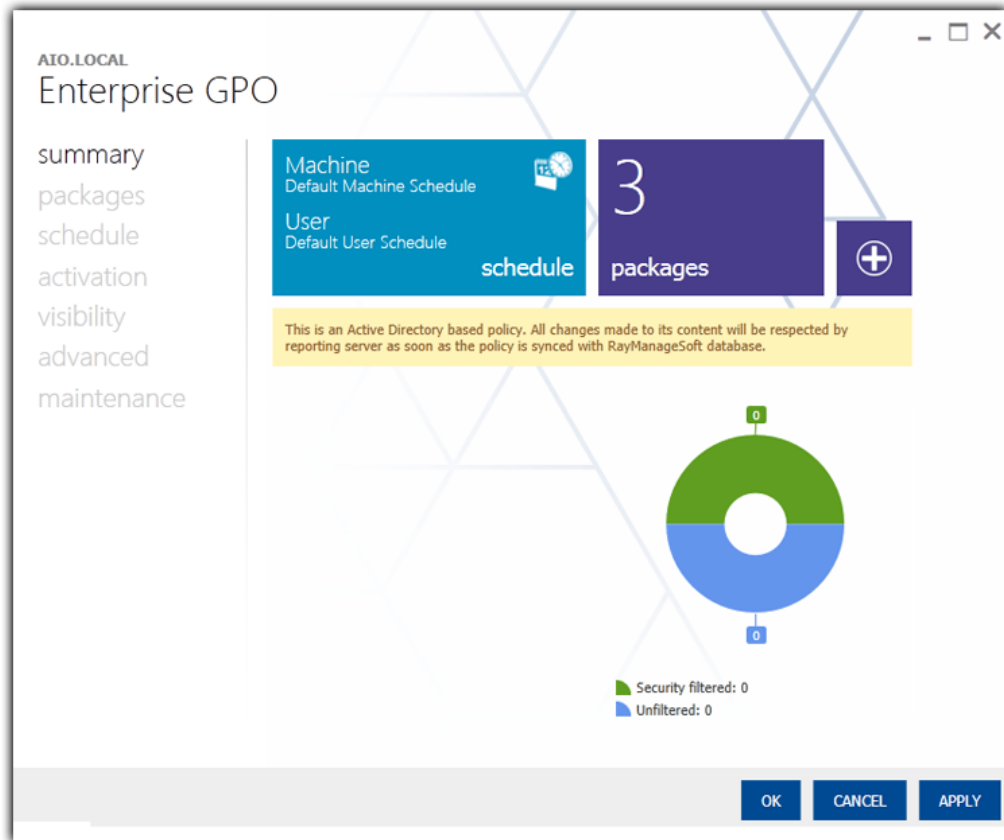 AIO.LOCAL
Enterprise GPO
summary
packages
schedule
activation
visibility
advanced
maintenance
Machine
Default Machine Schedule
User
Default User Schedule
schedule
3
packages
This is an Active Directory based policy. All changes made to its content will be respected by
reporting server as soon as the policy is synced with RayManageSoft database.
0
0
Security filtered: 0
Unfiltered: 0
OK
CANCEL
APPLY